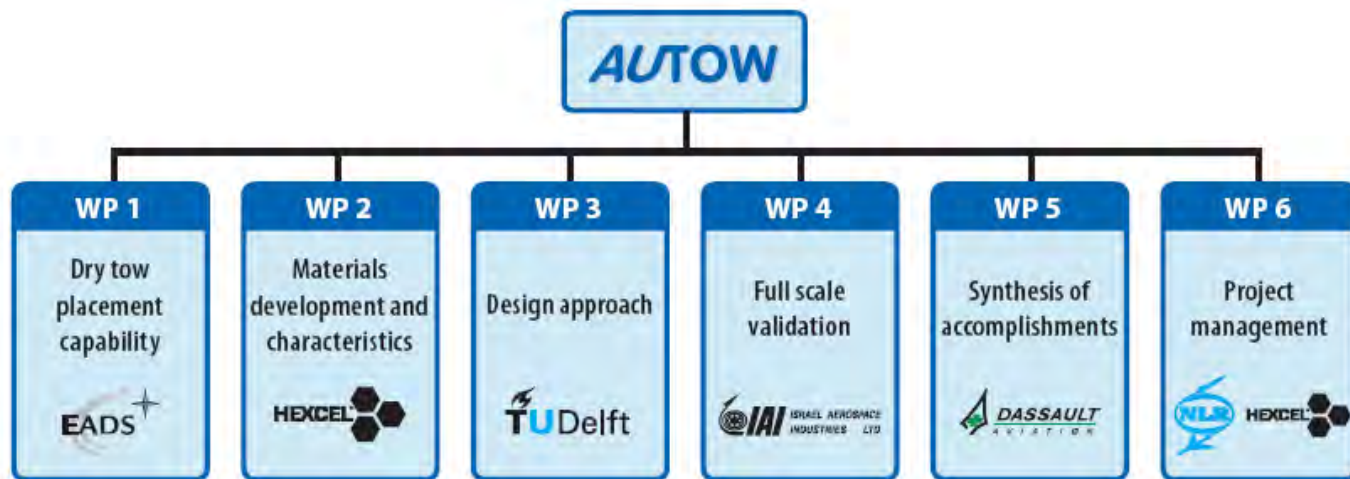 AUTOW
WP 1
Dry tow
placement
capability
EADS
WP 2
Materials
development and
characteristics
HEXCEL
WP 3
Design approach
TU Delft
WP 4
Full scale
validation
IAI ISRAEL AEROSPACE
INDUSTRIES LTD
WP 5
Synthesis of
accomplishments
DASSAULT
AVIATION
WP 6
Project
management
NLR HEXCEL